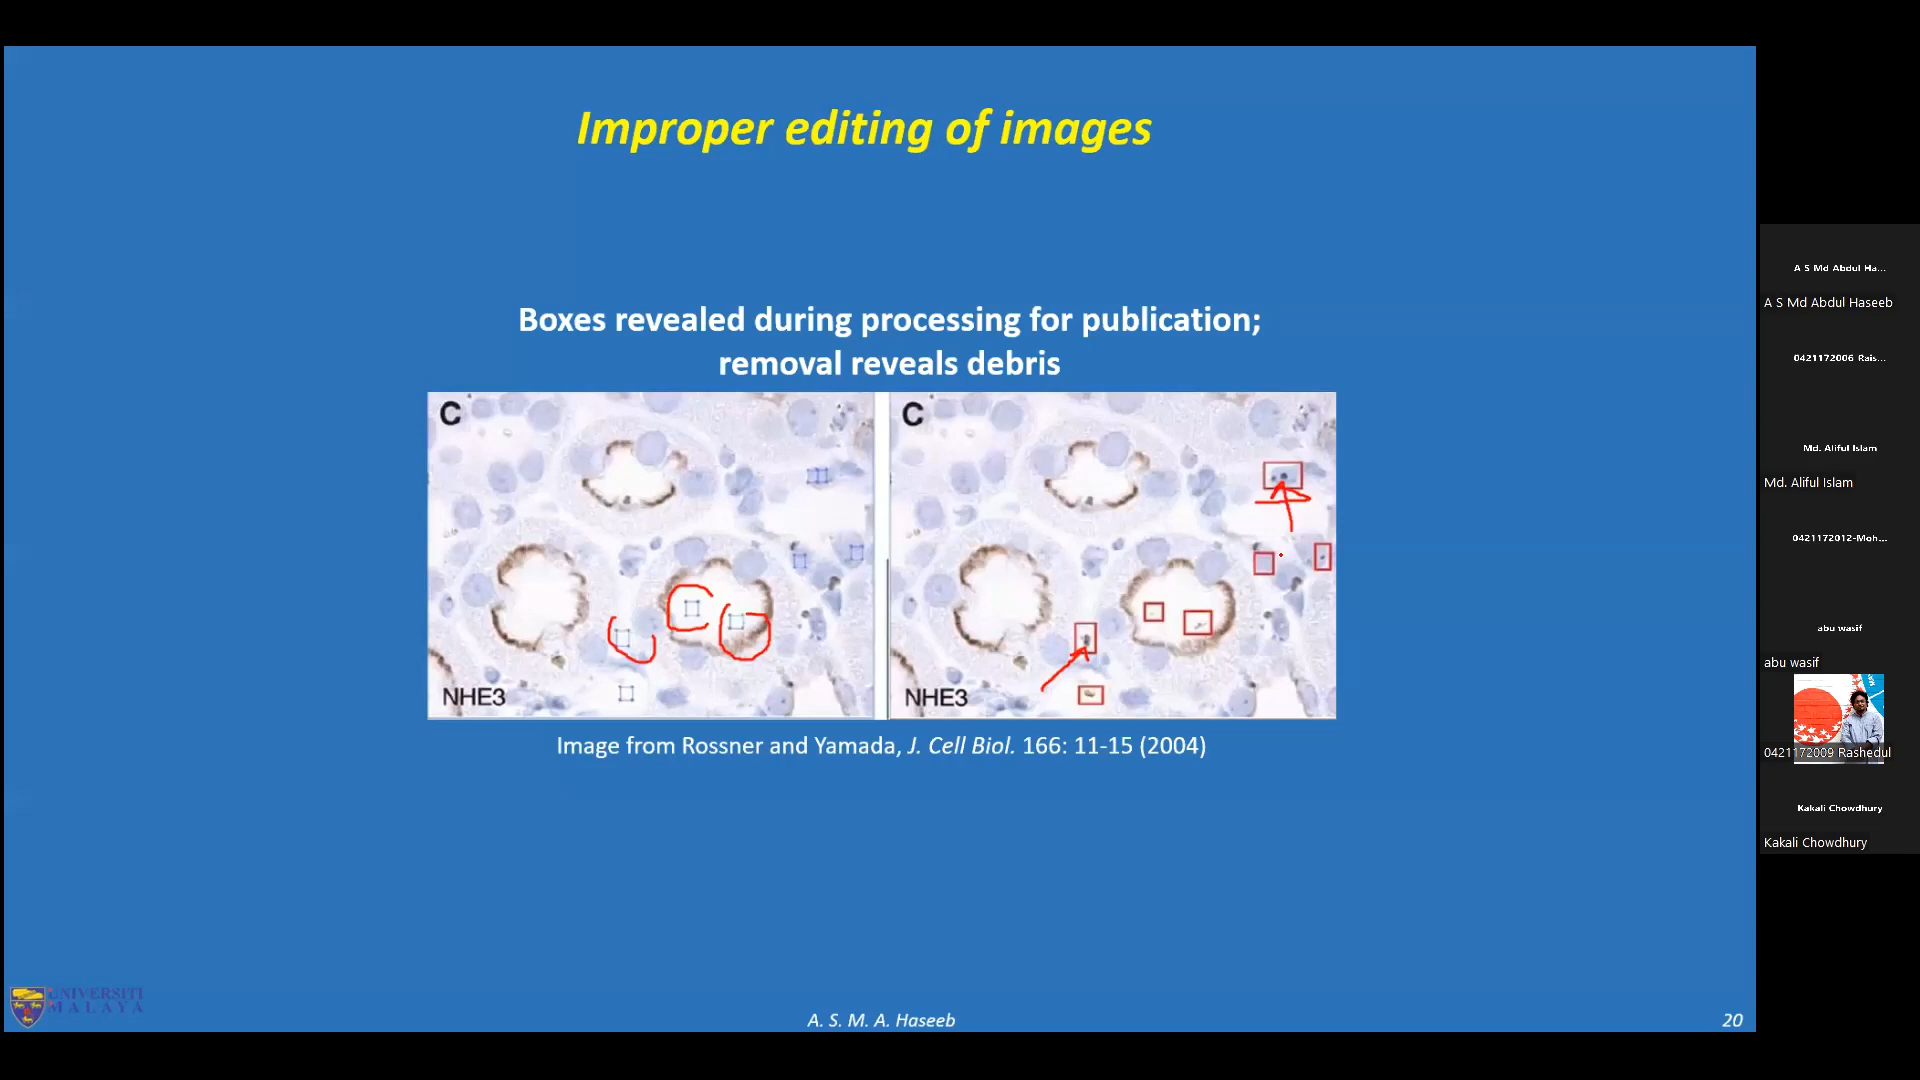 Improper editing of images
Boxes revealed during processing for publication;
removal reveals debris
C
C
NHE3
NHE3
Image from Rossner and Yamada, J. Cell Biol. 166: 11-15 (2004)
UNIVERSITI
MALAYA
A. S. M. A. Haseeb
20
A S Md Abdul Ha...
A S Md Abdul Haseeb
0421172006 Rais...
Md. Aliful Islam
Md. Aliful Islam
0421172012-Moh...
abu wasif
abu wasif
0421172009 Rashedul
Kakali Chowdhury
Kakali Chowdhury